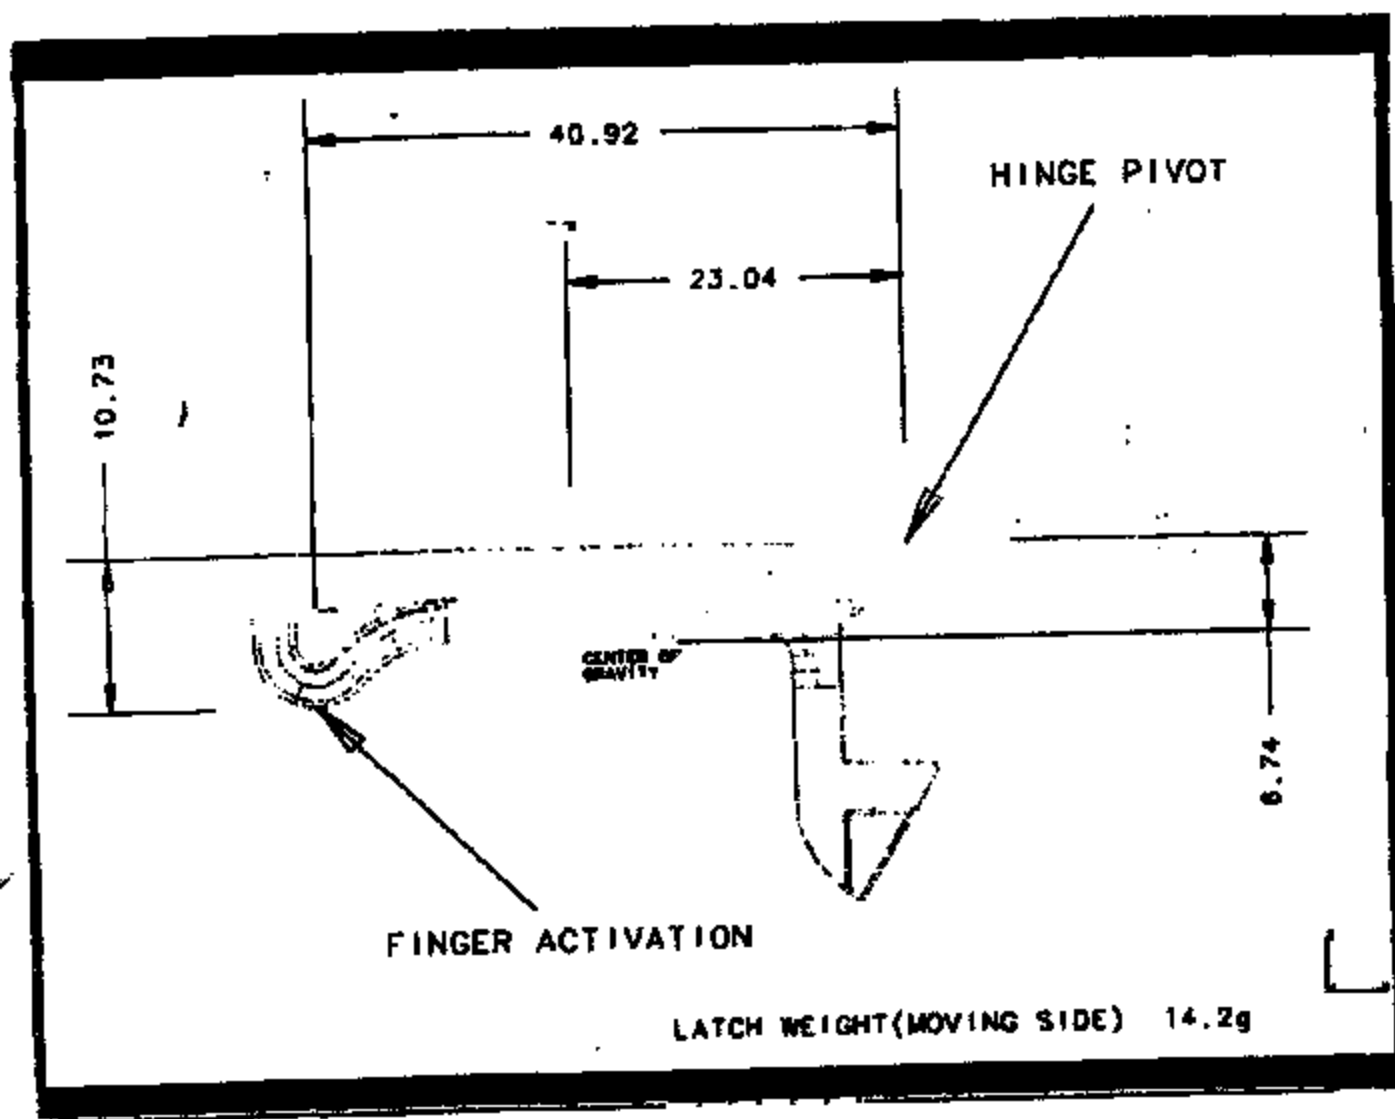 40.92
HINGE PIVOT
23.04
10.73
CENTER OF
GRAVITY
6.74
FINGER ACTIVATION
LATCH WEIGHT(MOVING SIDE) 14.2g